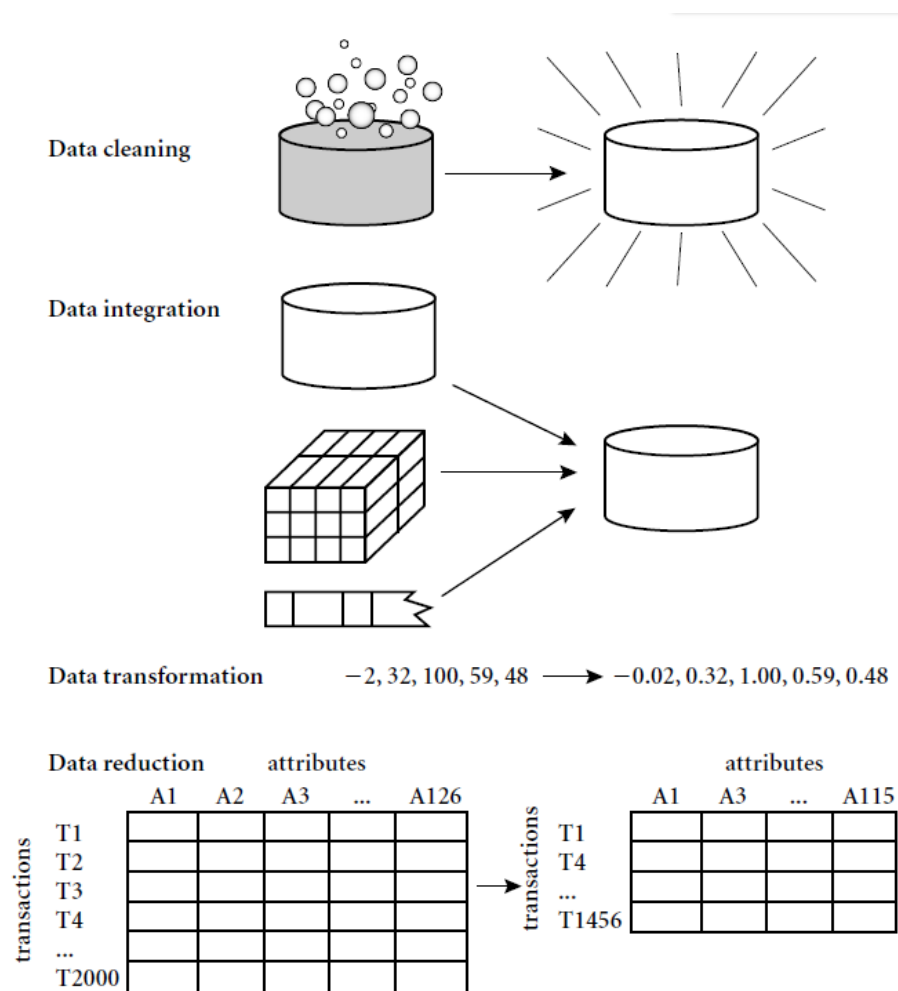 Data cleaning
Data integration
Data transformation −2, 32, 100, 59, 48 −0.02, 0.32, 1.00, 0.59, 0.48
Data reduction attributes
A1 A2 A3 ... A126
transactions
T1
T2
T3
T4
...
T2000
attributes
A1 A3 ... A115
transactions
T1
T4
...
T1456